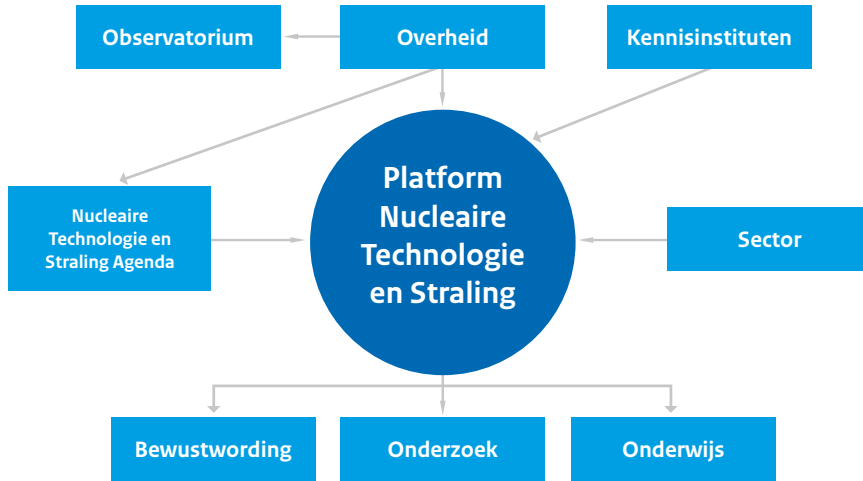 Observatorium
Overheid
Kennisinstituten
Platform
Nucleaire
Technologie
en Straling
Nucleaire
Technologie en
Straling Agenda
Sector
Bewustwording
Onderzoek
Onderwijs